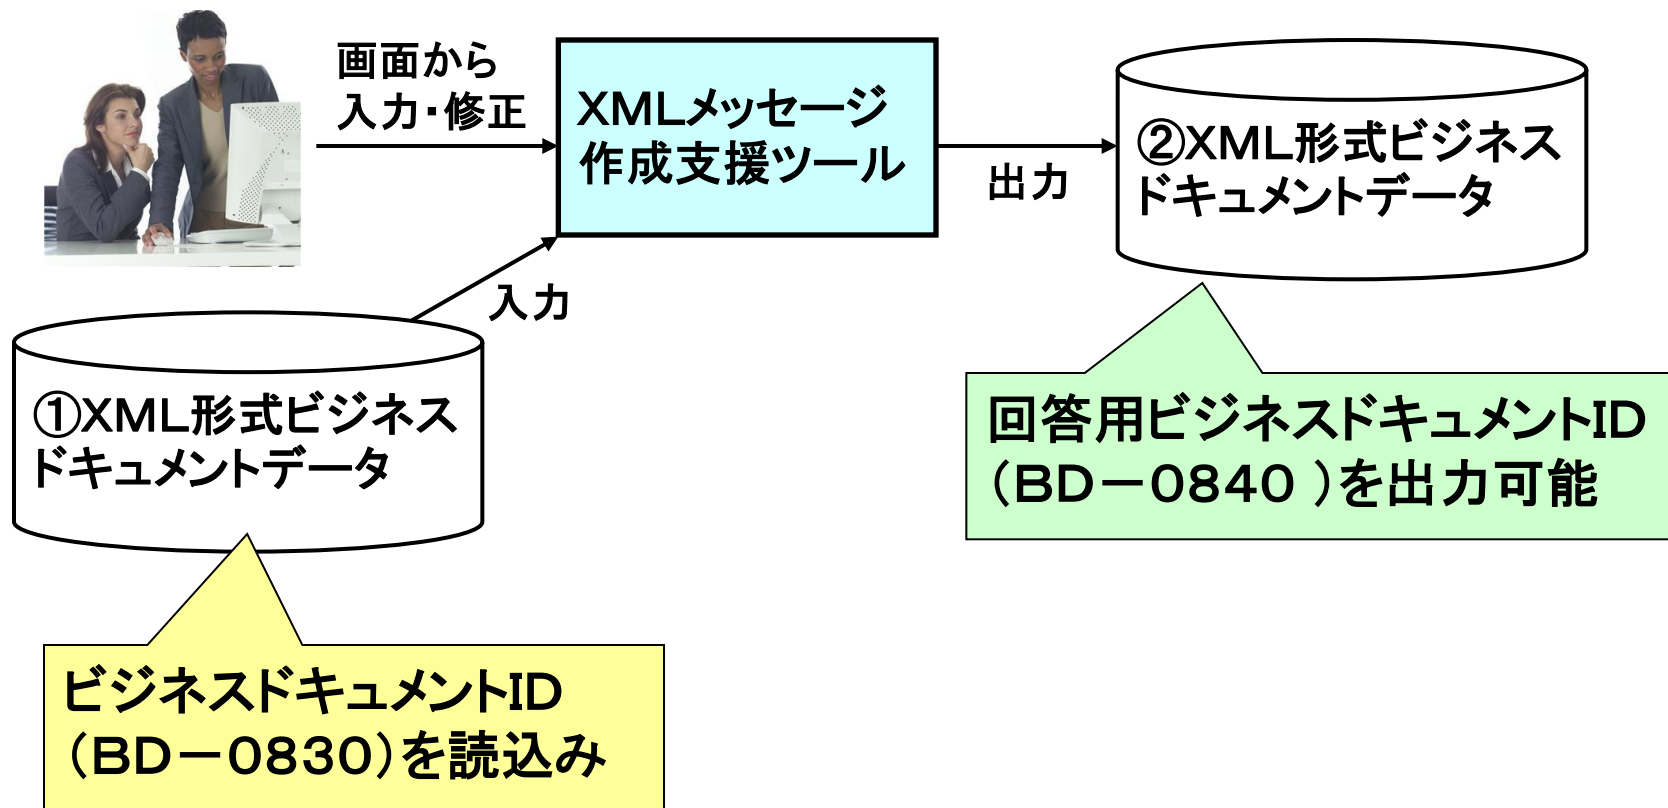 画面から
入力・修正
XMLメッセージ
作成支援ツール
出力
②XML形式ビジネス
ドキュメントデータ
入力
①XML形式ビジネス
ドキュメントデータ
回答用ビジネスドキュメントID
（BD－0840 ）を出力可能
ビジネスドキュメントID
（BD－0830）を読込み